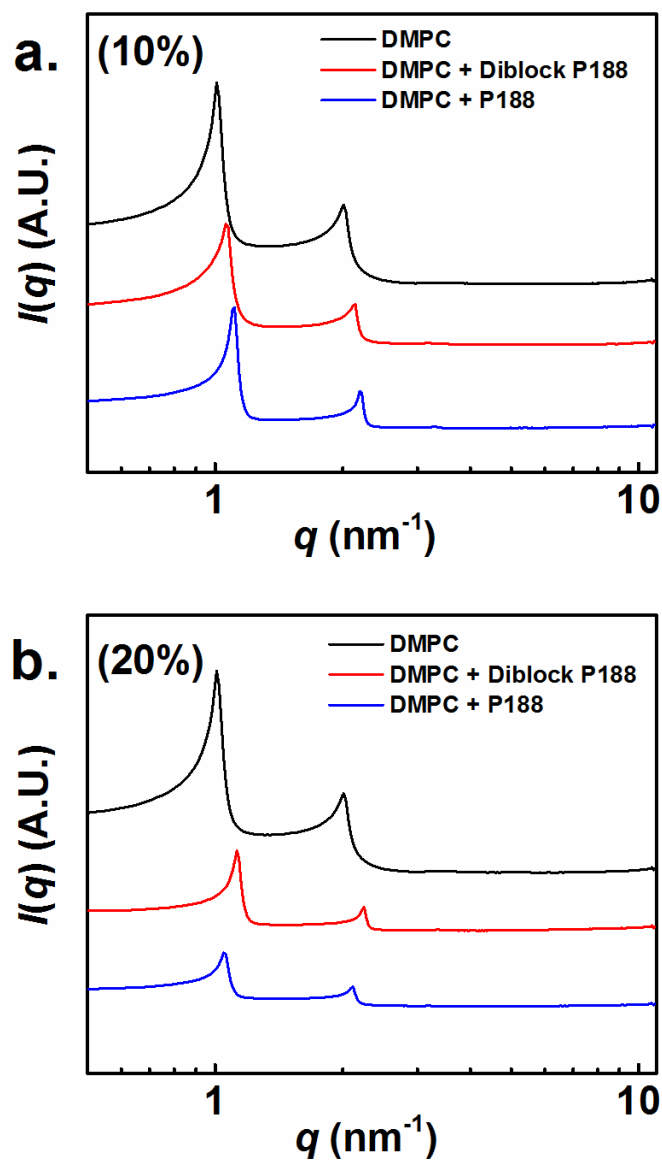 a. (10%)
DMPC
DMPC + Diblock P188
DMPC + P188
I(q) (A.U.)
1 10
q (nm⁻¹)
b. (20%)
DMPC
DMPC + Diblock P188
DMPC + P188
I(q) (A.U.)
1 10
q (nm⁻¹)